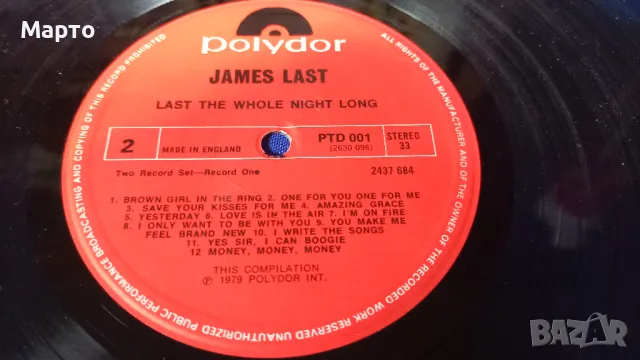 Марто
polydor
JAMES LAST
LAST THE WHOLE NIGHT LONG
2
MADE IN ENGLAND
PTD 001
(2630 096)
STEREO
33
Two Record Set—Record One
2437 684
1. BROWN GIRL IN THE RING 2. ONE FOR YOU ONE FOR ME
3. SAVE YOUR KISSES FOR ME 4. AMAZING GRACE
5. YESTERDAY 6. LOVE IS IN THE AIR 7. I'M ON FIRE
8. I ONLY WANT TO BE WITH YOU 9. YOU MAKE ME
FEEL BRAND NEW 10. I WRITE THE SONGS
11. YES SIR, I CAN BOOGIE
12 MONEY, MONEY, MONEY
THIS COMPILATION
Ⓟ 1979 POLYDOR INT.
ALL RIGHTS OF THE MANUFACTURER AND OF THE OWNER OF THE RECORDED WORK RESERVED UNAUTHORIZED PUBLIC PERFORMANCE BROADCASTING AND COPYING OF THIS RECORD PROHIBITED
BAZAR.BG